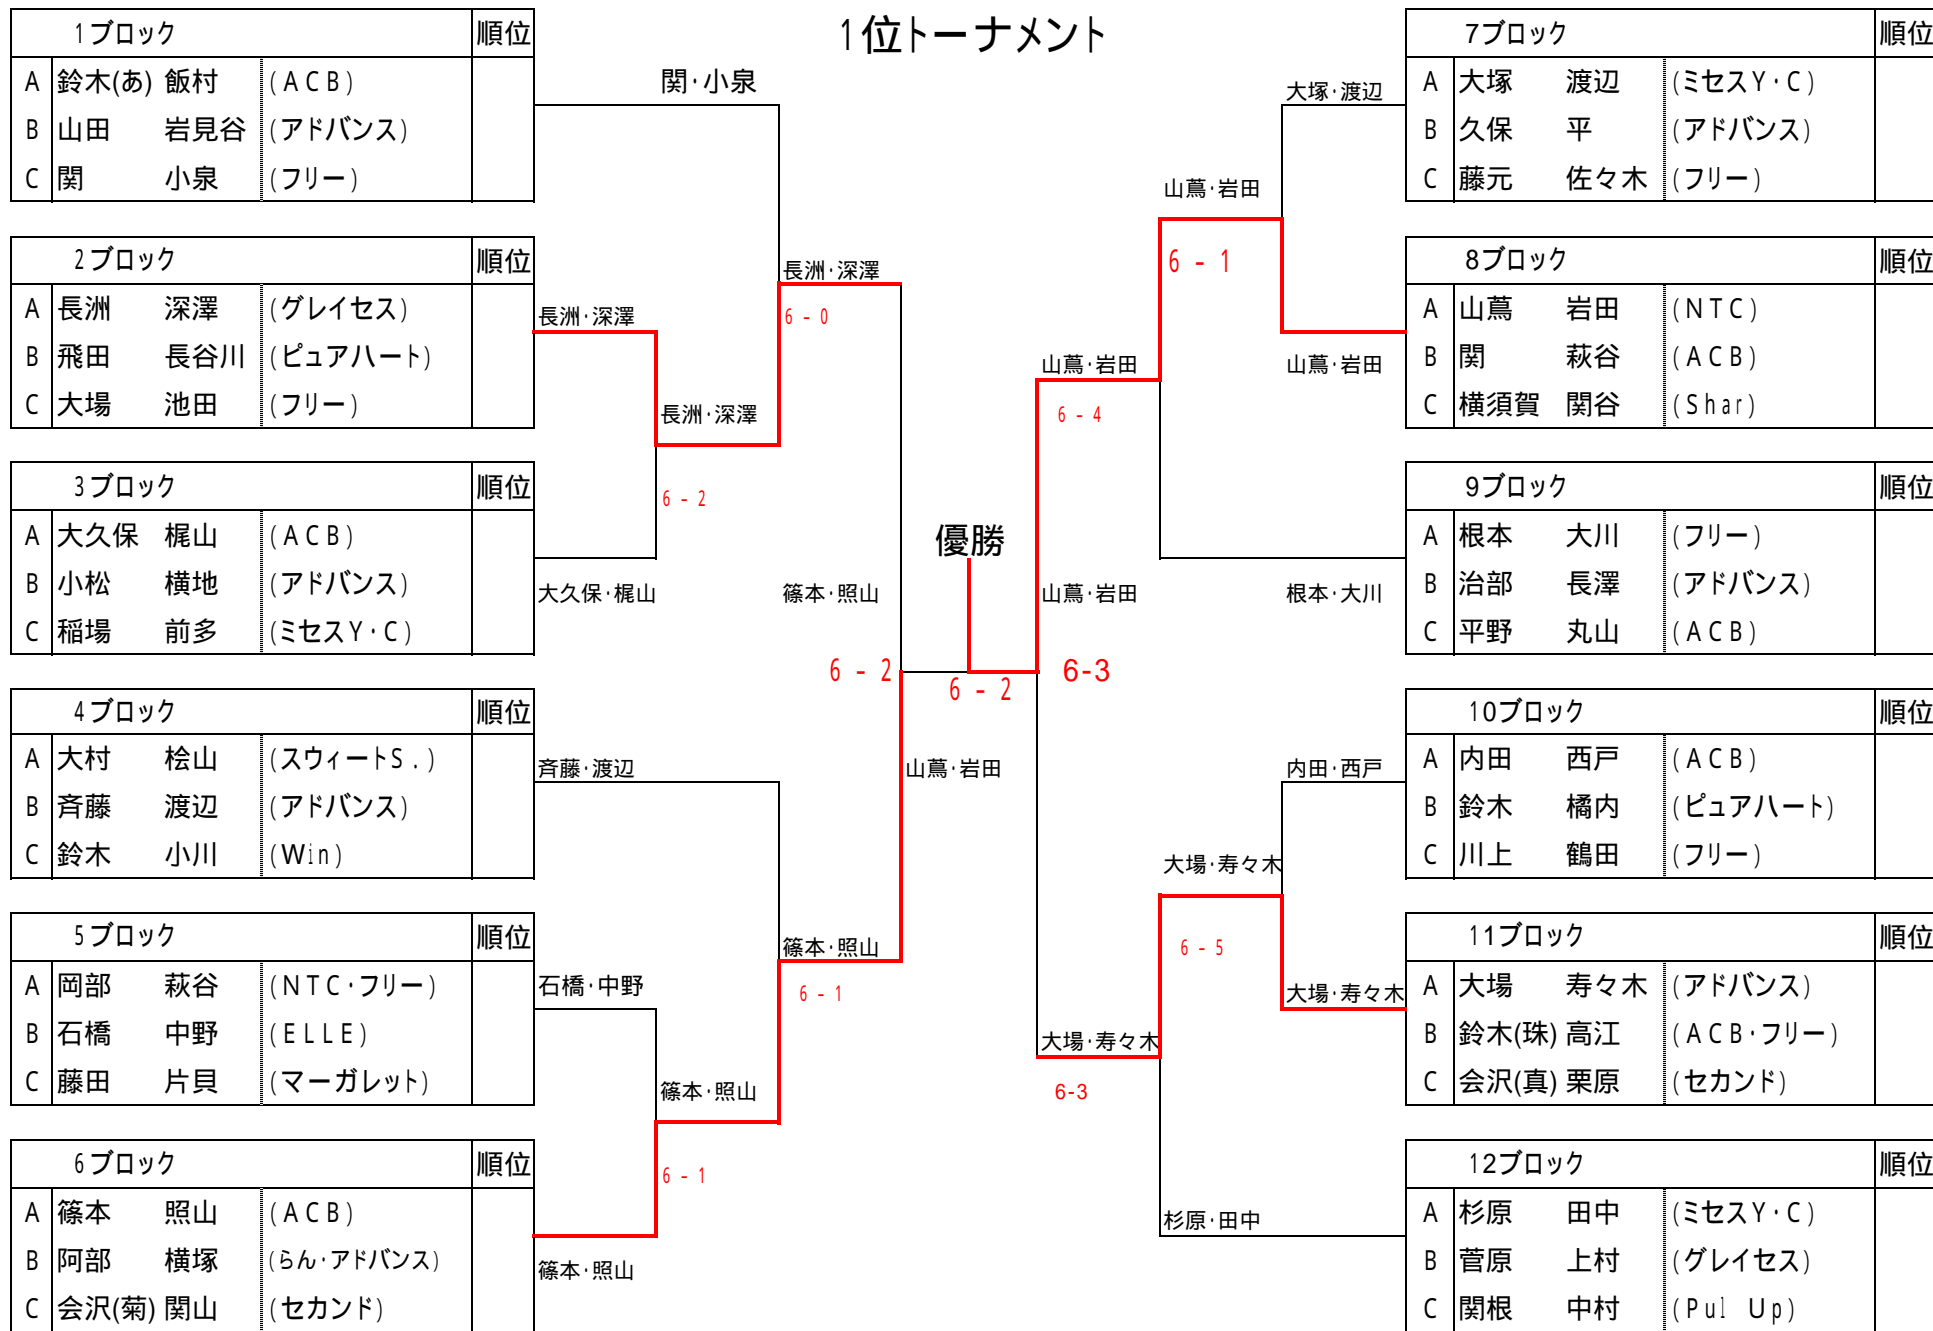 1位トーナメント
1ブロック 順位
A 鈴木(あ) 飯村 (ACB)
B 山田 岩見谷 (アドバンス)
C 関 小泉 (フリー)
2ブロック 順位
A 長洲 深澤 (グレイセス)
B 飛田 長谷川 (ピュアハート)
C 大場 池田 (フリー)
3ブロック 順位
A 大久保 梶山 (ACB)
B 小松 横地 (アドバンス)
C 稲場 前多 (ミセスY・C)
4ブロック 順位
A 大村 桧山 (スウィートS.)
B 斉藤 渡辺 (アドバンス)
C 鈴木 小川 (Win)
5ブロック 順位
A 岡部 萩谷 (NTC・フリー)
B 石橋 中野 (ELLE)
C 藤田 片貝 (マーガレット)
6ブロック 順位
A 篠本 照山 (ACB)
B 阿部 横塚 (らん・アドバンス)
C 会沢(菊) 関山 (セカンド)
関・小泉
長洲・深澤
長洲・深澤
6 - 0
長洲・深澤
6 - 2
大久保・梶山
篠本・照山
6 - 2
斉藤・渡辺
山蔦・岩田
篠本・照山
石橋・中野
6 - 1
篠本・照山
6 - 1
篠本・照山
優勝
6 - 2
大塚・渡辺
山蔦・岩田
6 - 1
山蔦・岩田
山蔦・岩田
6 - 4
山蔦・岩田
根本・大川
6-3
内田・西戸
大場・寿々木
6 - 5
大場・寿々木
大場・寿々木
6-3
杉原・田中
7ブロック 順位
A 大塚 渡辺 (ミセスY・C)
B 久保 平 (アドバンス)
C 藤元 佐々木 (フリー)
8ブロック 順位
A 山蔦 岩田 (NTC)
B 関 萩谷 (ACB)
C 横須賀 関谷 (Shar)
9ブロック 順位
A 根本 大川 (フリー)
B 治部 長澤 (アドバンス)
C 平野 丸山 (ACB)
10ブロック 順位
A 内田 西戸 (ACB)
B 鈴木 橘内 (ピュアハート)
C 川上 鶴田 (フリー)
11ブロック 順位
A 大場 寿々木 (アドバンス)
B 鈴木(珠) 高江 (ACB・フリー)
C 会沢(真) 栗原 (セカンド)
12ブロック 順位
A 杉原 田中 (ミセスY・C)
B 菅原 上村 (グレイセス)
C 関根 中村 (Pul Up)